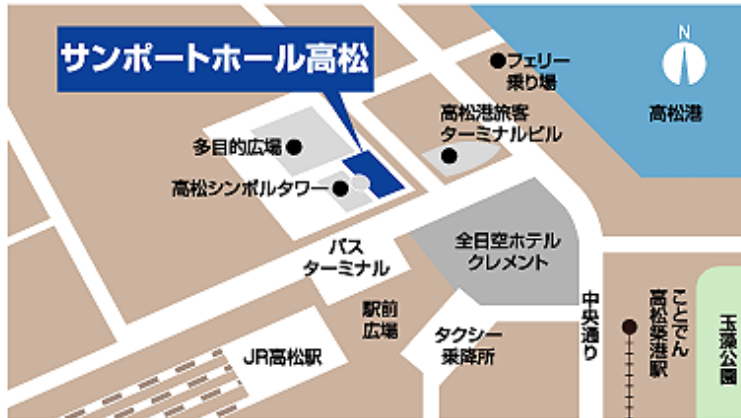 サンポートホール高松
フェリー
乗り場
N
高松港
高松港旅客
ターミナルビル
多目的広場
高松シンボルタワー
バス
ターミナル
全日空ホテル
クレメント
駅前
広場
中央通り
ことでん
高松築港駅
玉藻公園
JR高松駅
タクシー
乗降所